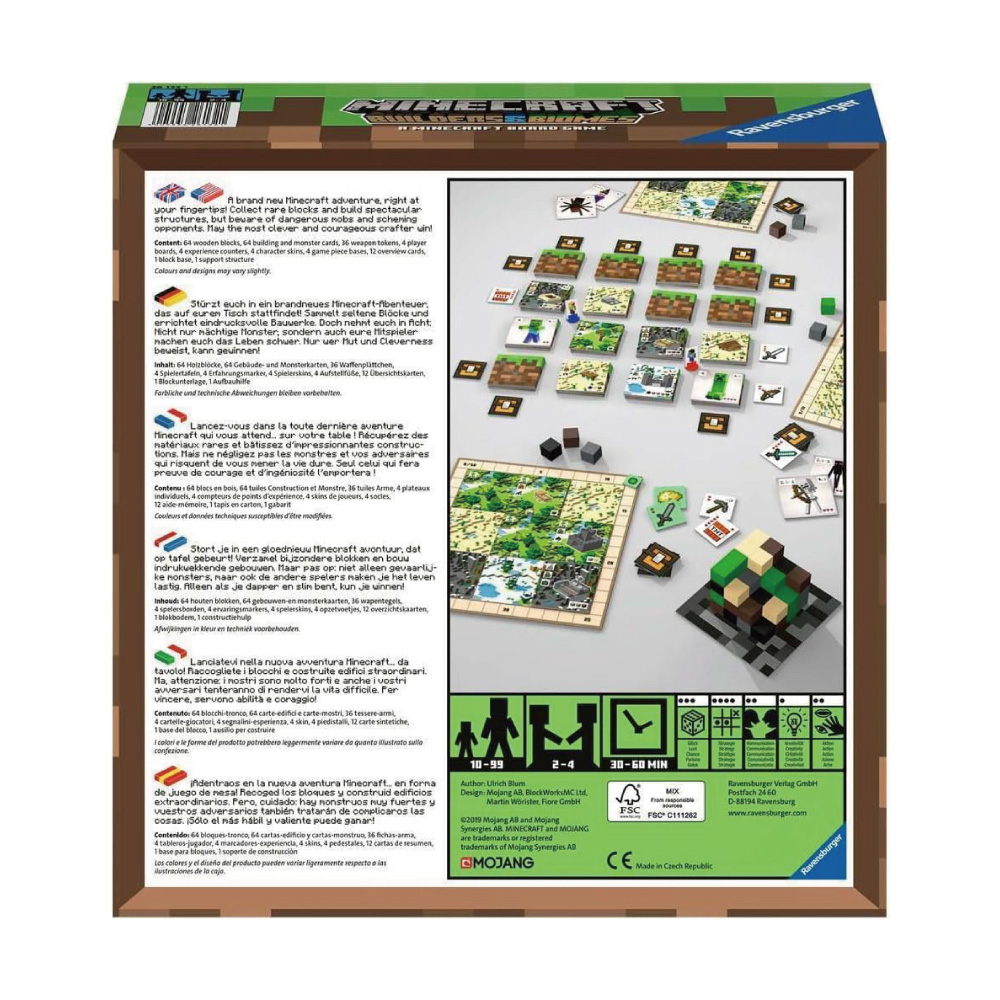 10-99
2-4
MINECRAFT
BUILDERS & BIOMES
A MINECRAFT BOARD GAME
Ravensburger
A brand new Minecraft adventure, right at
your fingertips! Collect rare blocks and build spectacular
structures, but beware of dangerous mobs and scheming
opponents. May the most clever and courageous crafter win!
Content: 64 wooden blocks, 64 building and monster cards, 36 weapon tokens, 4 player
boards, 4 experience counters, 4 character skins, 4 game piece bases, 12 overview cards,
1 block base, 1 support structure
Colours and designs may vary slightly.
Stürzt euch in ein brandneues Minecraft-Abenteuer,
das auf eurem Tisch stattfindet! Sammelt seltene Blöcke und
errichtet eindrucksvolle Bauwerke. Doch nehmt euch in Acht:
Nicht nur mächtige Monster, sondern auch eure Mitspieler
machen euch das Leben schwer. Nur wer Mut und Cleverness
beweist, kann gewinnen!
Inhalt: 64 Holzblöcke, 64 Gebäude- und Monsterkarten, 36 Waffenplättchen,
4 Spielertafeln, 4 Erfahrungsmarker, 4 Spielerskins, 4 Aufstellfüße, 12 Übersichtskarten,
1 Blockunterlage, 1 Aufbauhilfe
Farbliche und technische Abweichungen bleiben vorbehalten.
Lancez-vous dans la toute dernière aventure
Minecraft qui vous attend... sur votre table ! Récupérez des
matériaux rares et bâtissez d'impressionnantes construc-
tions. Mais ne négligez pas les monstres et vos adversaires
qui risquent de vous mener la vie dure. Seul celui qui fera
preuve de courage et d'ingéniosité l'emportera !
Contenu : 64 blocs en bois, 64 tuiles Construction et Monstre, 36 tuiles Arme, 4 plateaux
individuels, 4 compteurs de points d'expérience, 4 skins de joueurs, 4 socles,
12 aide-mémoire, 1 tapis en carton, 1 gabarit
Couleurs et données techniques susceptibles d'être modifiées.
Stort je in een gloednieuw Minecraft avontuur, dat
op tafel gebeurt! Verzamel bijzondere blokken en bouw
indrukwekkende gebouwen. Maar pas op: niet alleen gevaarlij-
ke monsters, maar ook de andere spelers maken je het leven
lastig. Alleen als je dapper en slim bent, kun je winnen!
Inhoud: 64 houten blokken, 64 gebouwen-en monsterkaarten, 36 wapentegels,
4 spelersborden, 4 ervaringsmarkers, 4 spelerskins, 4 opzetvoetjes, 12 overzichtskaarten,
1 blokbodem, 1 constructiehulp
Afwijkingen in kleur en techniek voorbehouden.
Lanciatevi nella nuova avventura Minecraft... da
tavolo! Raccogliete i blocchi e costruite edifici straordinari.
Ma, attenzione: i mostri sono molto forti e anche i vostri
avversari tenteranno di rendervi la vita difficile. Per
vincere, servono abilità e coraggio!
Contenuto: 64 blocchi-tronco, 64 carte-edifici e carte-mostri, 36 tessere-armi,
4 cartelle-giocatori, 4 segnalini-esperienza, 4 skin, 4 piedistalli, 12 carte sintetiche,
1 base del blocco, 1 ausilio per costruire
I colori e le forme del prodotto potrebbero leggermente variare da quanto illustrato sulla
confezione.
¡Adentraos en la nueva aventura Minecraft... en forma
de juego de mesa! Recoged los bloques y construid edificios
extraordinarios. Pero, cuidado: hay monstruos muy fuertes y
vuestros adversarios también tratarán de complicaros las
cosas. ¡Sólo el más hábil y valiente puede ganar!
Contenido: 64 bloques-tronco, 64 cartas-edificio y cartas-monstruo, 36 fichas-arma,
4 tableros-jugador, 4 marcadores-experiencia, 4 skins, 4 pedestales, 12 cartas de resumen,
1 base para bloques, 1 soporte de construcción
Los colores y el diseño del producto pueden variar ligeramente respecto a las
ilustraciones de la caja.
TNT
10-99
2-4
30-60 MIN
Author: Ulrich Blum
Design: Mojang AB, BlockWorksMC Ltd,
Martin Wörister, Fiore GmbH
©2019 Mojang AB and Mojang
Synergies AB. MINECRAFT and MOJANG
are trademarks or registered
trademarks of Mojang Synergies AB
MOJANG
FSC
www.fsc.org
MIX
From responsible
sources
FSC® C111262
CE Made in Czech Republic
Ravensburger Verlag GmbH
Postfach 24 60
D-88194 Ravensburg
www.ravensburger.com
Ravensburger